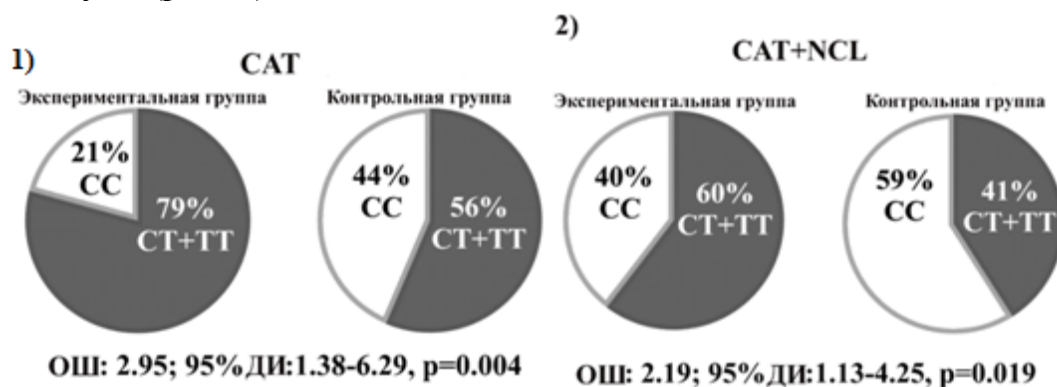 1)
CAT
Экспериментальная группа
Контрольная группа
21%
CC
79%
CT+TT
44%
CC
56%
CT+TT
ОШ: 2.95; 95%ДИ:1.38-6.29, p=0.004
2)
CAT+NCL
Экспериментальная группа
Контрольная группа
40%
CC
60%
CT+TT
59%
CC
41%
CT+TT
ОШ: 2.19; 95%ДИ:1.13-4.25, p=0.019